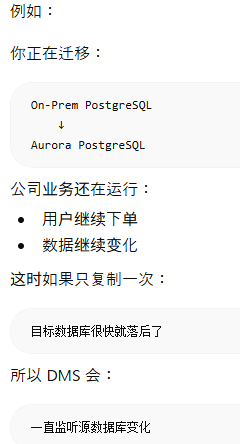 例如：
你正在迁移：
On-Prem PostgreSQL
↓
Aurora PostgreSQL
公司业务还在运行：
• 用户继续下单
• 数据继续变化
这时如果只复制一次：
目标数据库很快就落后了
所以 DMS 会：
一直监听源数据库变化